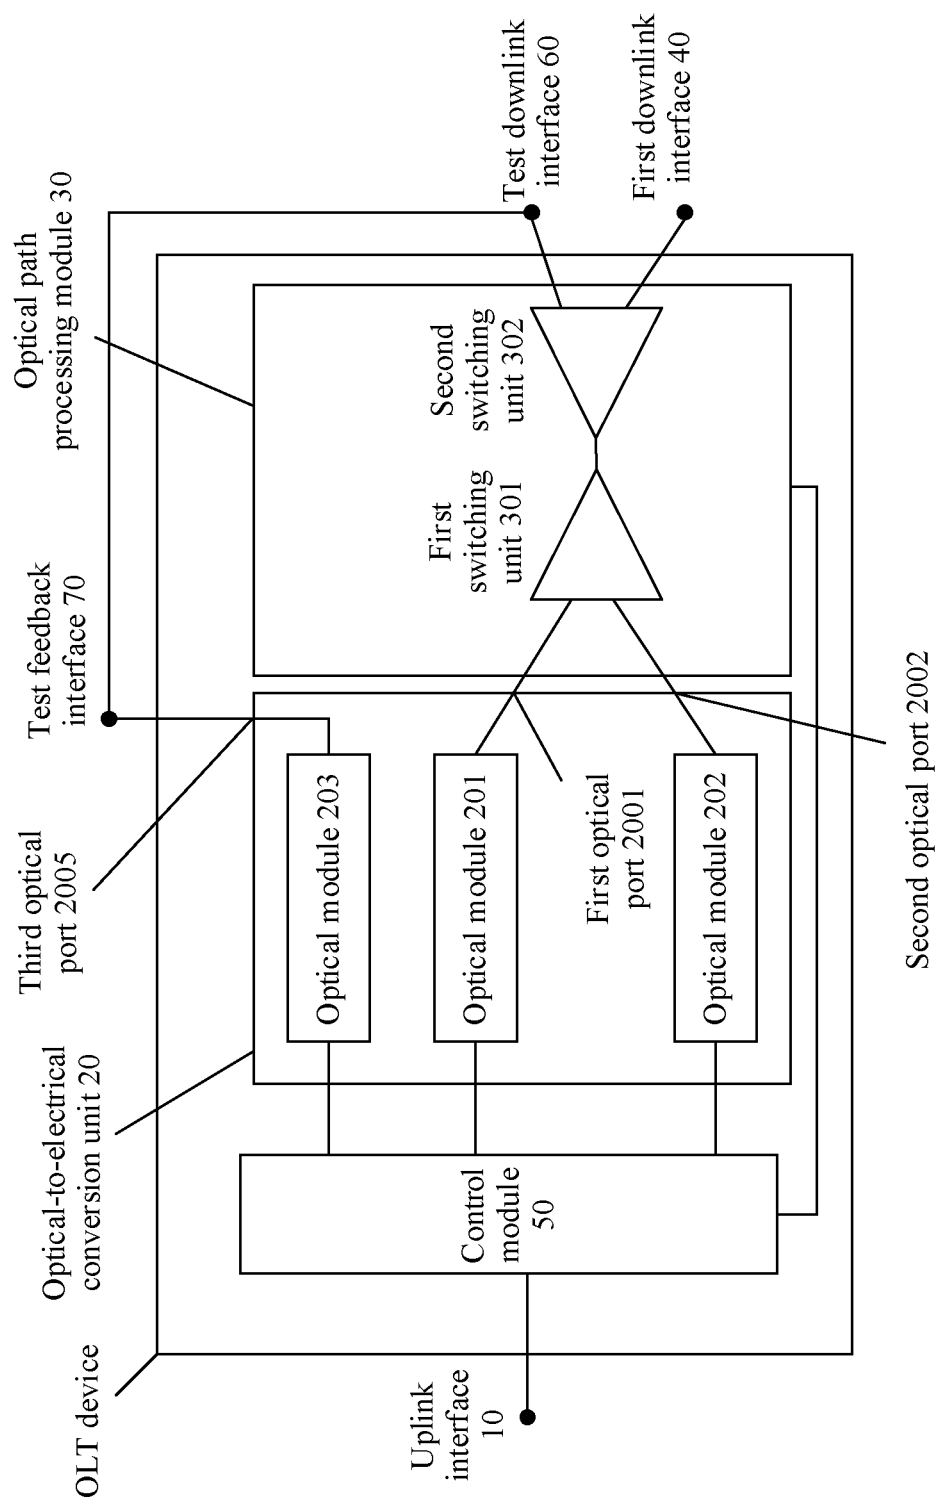 Optical path
processing module 30
Test feedback
interface 70
Third optical
port 2005
Optical-to-electrical
conversion unit 20
OLT device
Test downlink
interface 60
First downlink
interface 40
Second
switching
unit 302
First
switching
unit 301
Optical module 203
Optical module 201
Optical module 202
First optical
port 2001
Second optical port 2002
Control
module
50
Uplink
interface
10